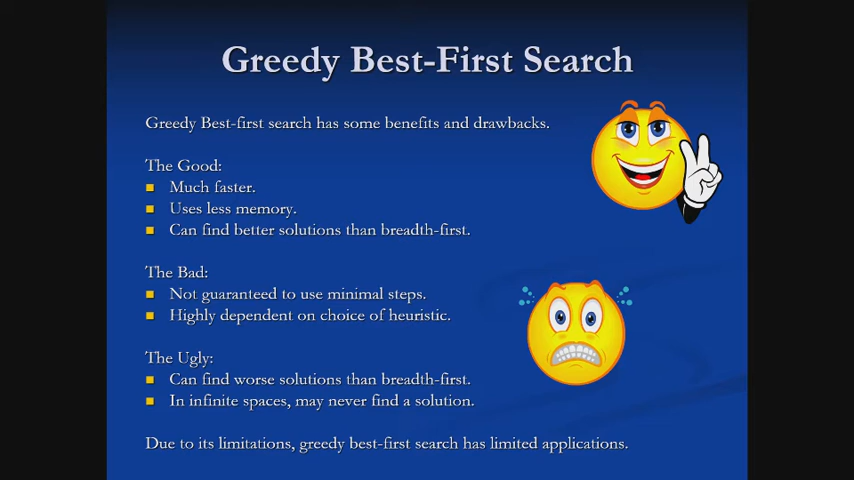 Greedy Best-First Search
Greedy Best-first search has some benefits and drawbacks.
The Good:
Much faster.
Uses less memory.
Can find better solutions than breadth-first.
The Bad:
Not guaranteed to use minimal steps.
Highly dependent on choice of heuristic.
The Ugly:
Can find worse solutions than breadth-first.
In infinite spaces, may never find a solution.
Due to its limitations, greedy best-first search has limited applications.